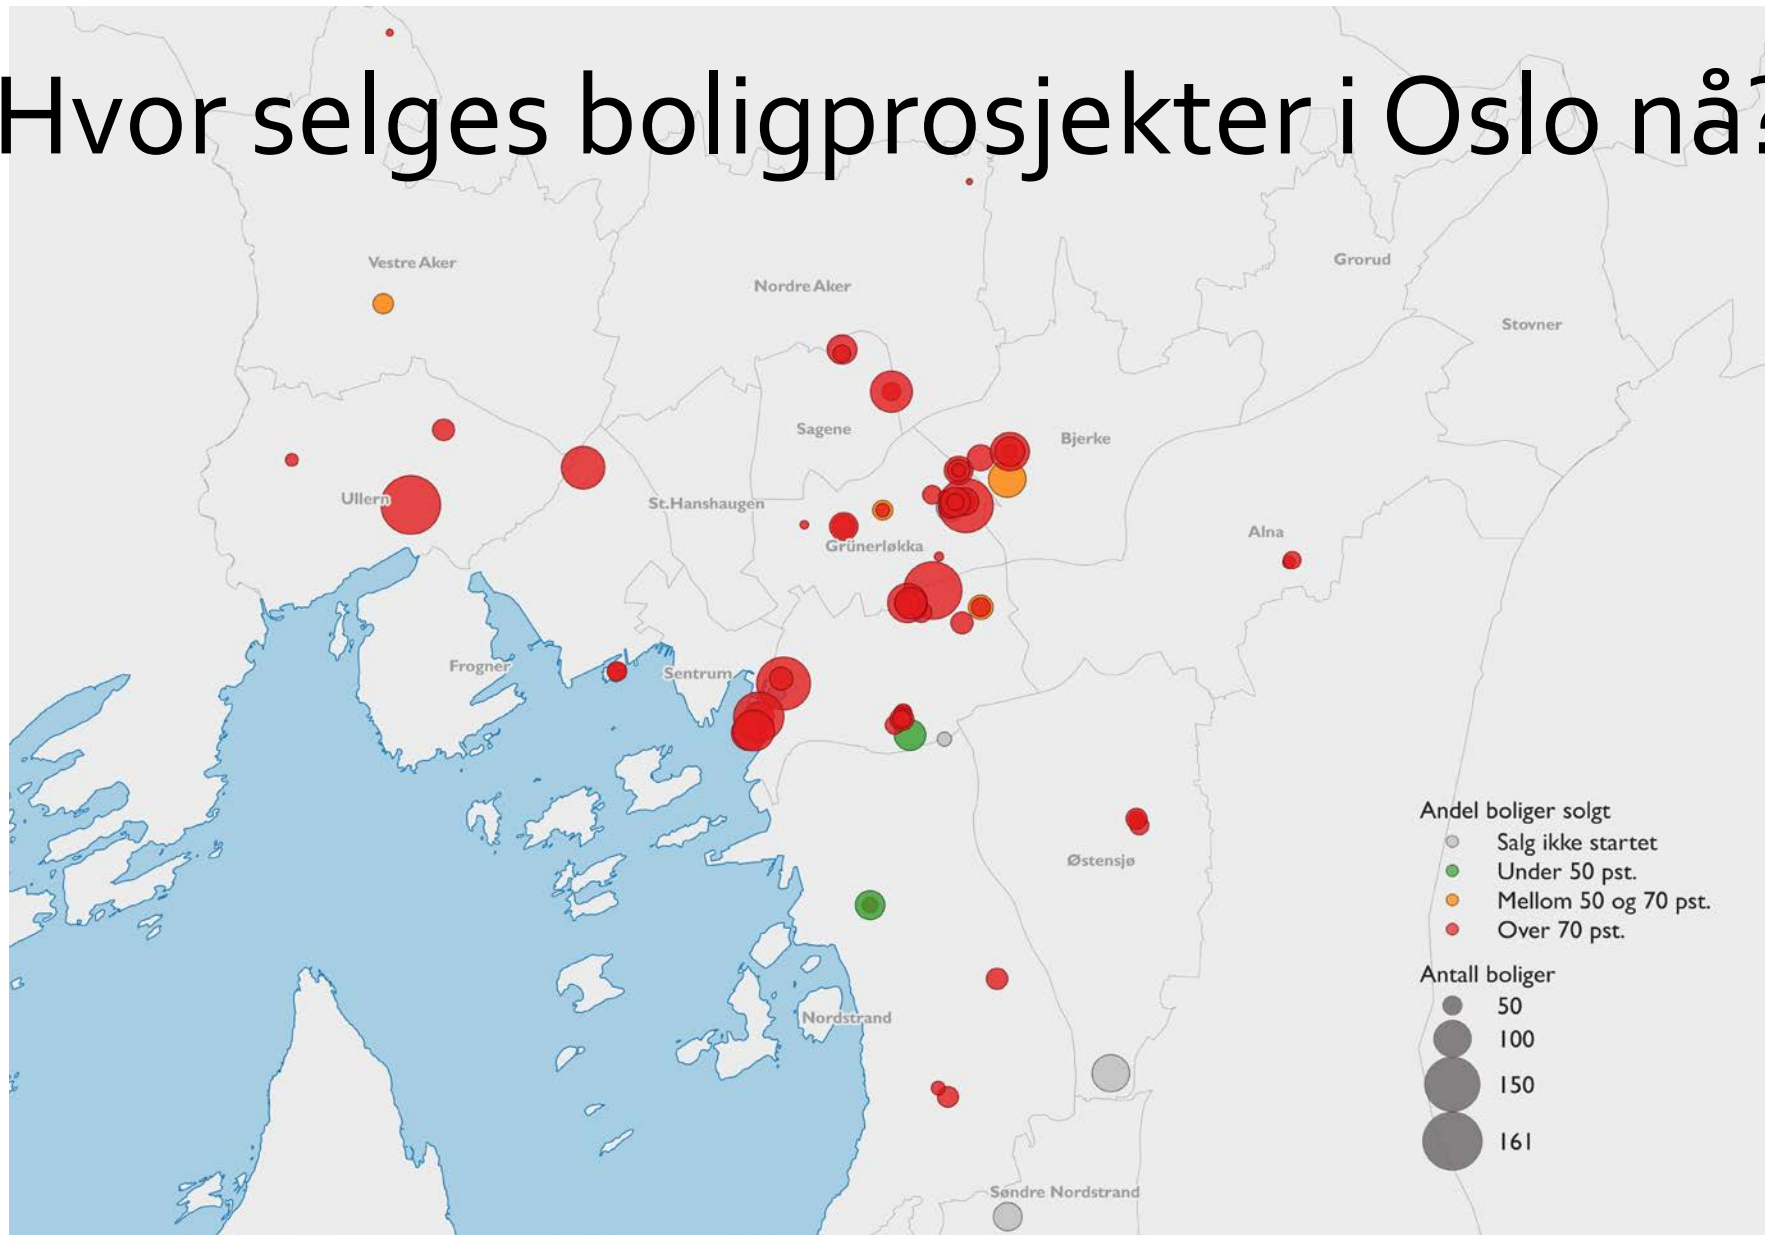 Hvor selges boligprosjekter i Oslo nå?
Vestre Aker
Nordre Aker
Grorud
Stovner
Sagene
Bjerke
Ullern
St.Hanshaugen
Alna
Grünerløkka
Frogner
Sentrum
Østensjø
Nordstrand
Søndre Nordstrand
Andel boliger solgt
Salg ikke startet
Under 50 pst.
Mellom 50 og 70 pst.
Over 70 pst.
Antall boliger
50
100
150
161